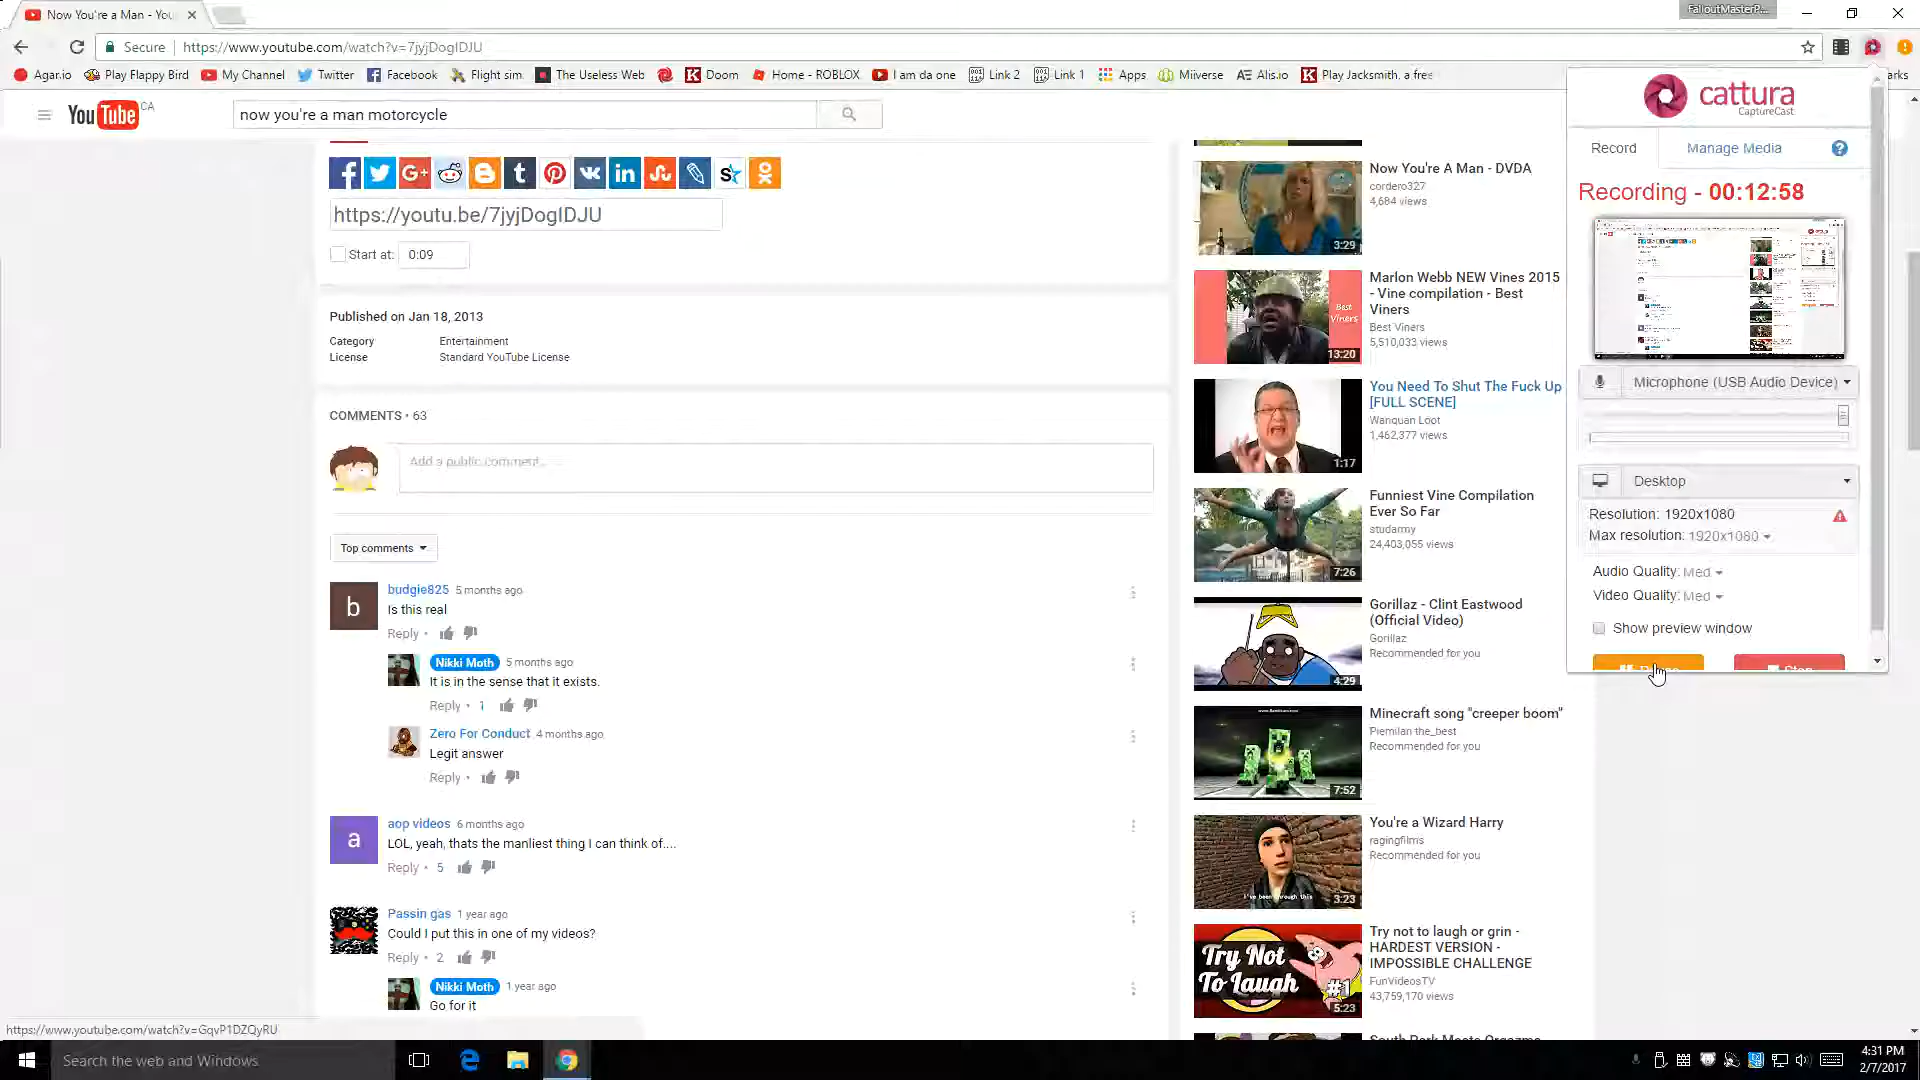 Now You're a Man - You
FalloutMasterP...
Secure
https://www.youtube.com/watch?v=7jyjDogIDJU
Agar.io
Play Flappy Bird
My Channel
Twitter
Facebook
Flight sim
The Useless Web
Doom
Home - ROBLOX
I am da one
Link 2
Link 1
Apps
Miiverse
Alis.io
Play Jacksmith, a free
arks
YouTube CA
now you're a man motorcycle
https://youtu.be/7jyjDogIDJU
Start at: 0:09
Published on Jan 18, 2013
Category Entertainment
License Standard YouTube License
COMMENTS • 63
Add a public comment...
Top comments
b
budgie825 5 months ago
Is this real
Reply •
Nikki Moth 5 months ago
It is in the sense that it exists.
Reply • 1
Zero For Conduct 4 months ago
Legit answer
Reply •
a
aop videos 6 months ago
LOL, yeah, thats the manliest thing I can think of....
Reply • 5
Passin gas 1 year ago
Could I put this in one of my videos?
Reply • 2
Nikki Moth 1 year ago
Go for it
Now You're A Man - DVDA
cordero327
4,684 views
3:29
Marlon Webb NEW Vines 2015
- Vine compilation - Best
Viners
Best Viners
5,510,033 views
Best
Viners
13:20
You Need To Shut The Fuck Up
[FULL SCENE]
Wanquan Loot
1,462,377 views
1:17
Funniest Vine Compilation
Ever So Far
studarmy
24,403,055 views
7:26
Gorillaz - Clint Eastwood
(Official Video)
Gorillaz
Recommended for you
4:29
Minecraft song "creeper boom"
Piemilan the_best
Recommended for you
7:52
You're a Wizard Harry
ragingfilms
Recommended for you
I've been through this
3:23
Try not to laugh or grin -
HARDEST VERSION -
IMPOSSIBLE CHALLENGE
FunVideosTV
43,759,170 views
Try Not
To Laugh
#1
5:23
South Park Meets Orgazmo
cattura
CaptureCast
Record
Manage Media
?
Recording - 00:12:58
Microphone (USB Audio Device)
Desktop
Resolution: 1920x1080
Max resolution: 1920x1080
Audio Quality: Med
Video Quality: Med
Show preview window
Stop
https://www.youtube.com/watch?v=GqvP1DZQyRU
Search the web and Windows
4:31 PM
2/7/2017